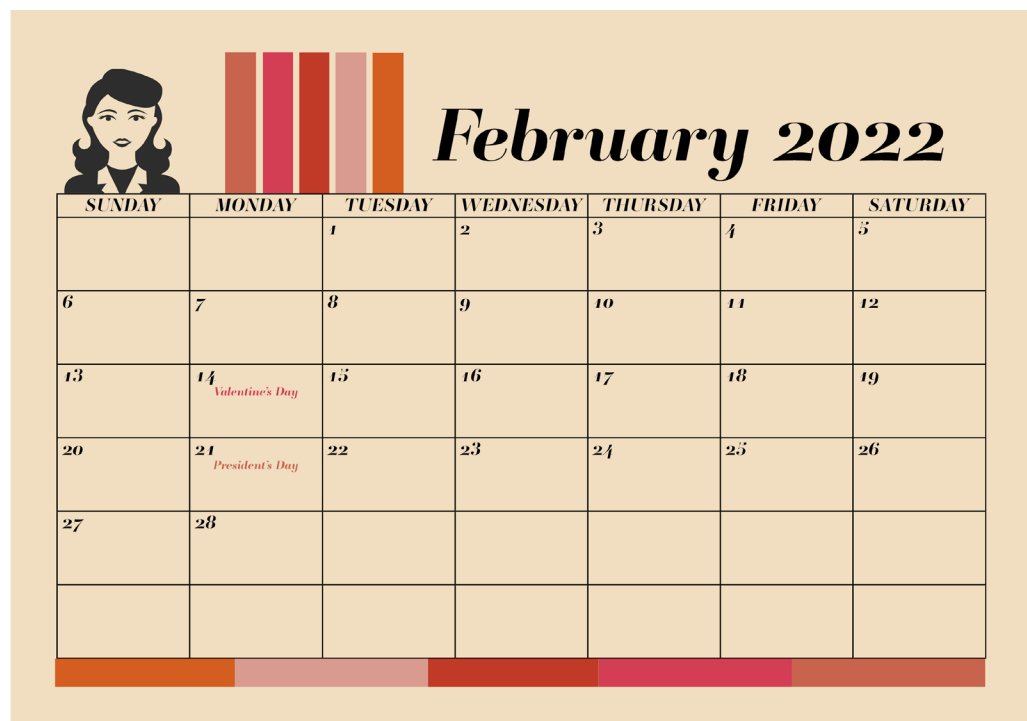 February 2022
SUNDAY MONDAY TUESDAY WEDNESDAY THURSDAY FRIDAY SATURDAY
1 2 3 4 5
6 7 8 9 10 11 12
13 14 15 16 17 18 19
Valentine's Day
20 21 22 23 24 25 26
President's Day
27 28